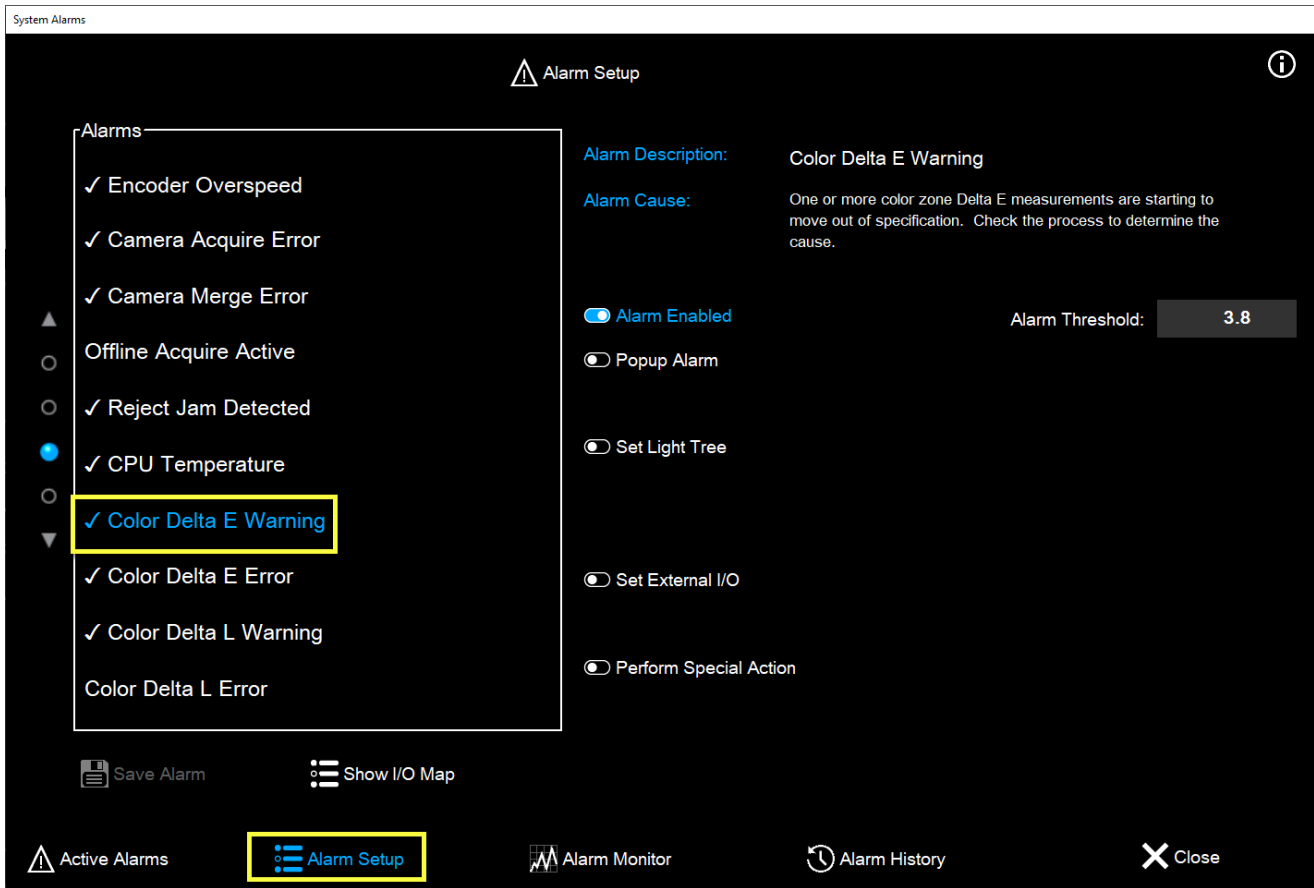 System Alarms
Alarm Setup
Alarms
✓ Encoder Overspeed
✓ Camera Acquire Error
✓ Camera Merge Error
Offline Acquire Active
✓ Reject Jam Detected
✓ CPU Temperature
✓ Color Delta E Warning
✓ Color Delta E Error
✓ Color Delta L Warning
Color Delta L Error
Alarm Description: Color Delta E Warning
Alarm Cause: One or more color zone Delta E measurements are starting to
move out of specification. Check the process to determine the
cause.
Alarm Enabled
Alarm Threshold: 3.8
Popup Alarm
Set Light Tree
Set External I/O
Perform Special Action
Save Alarm
Show I/O Map
Active Alarms
Alarm Setup
Alarm Monitor
Alarm History
Close